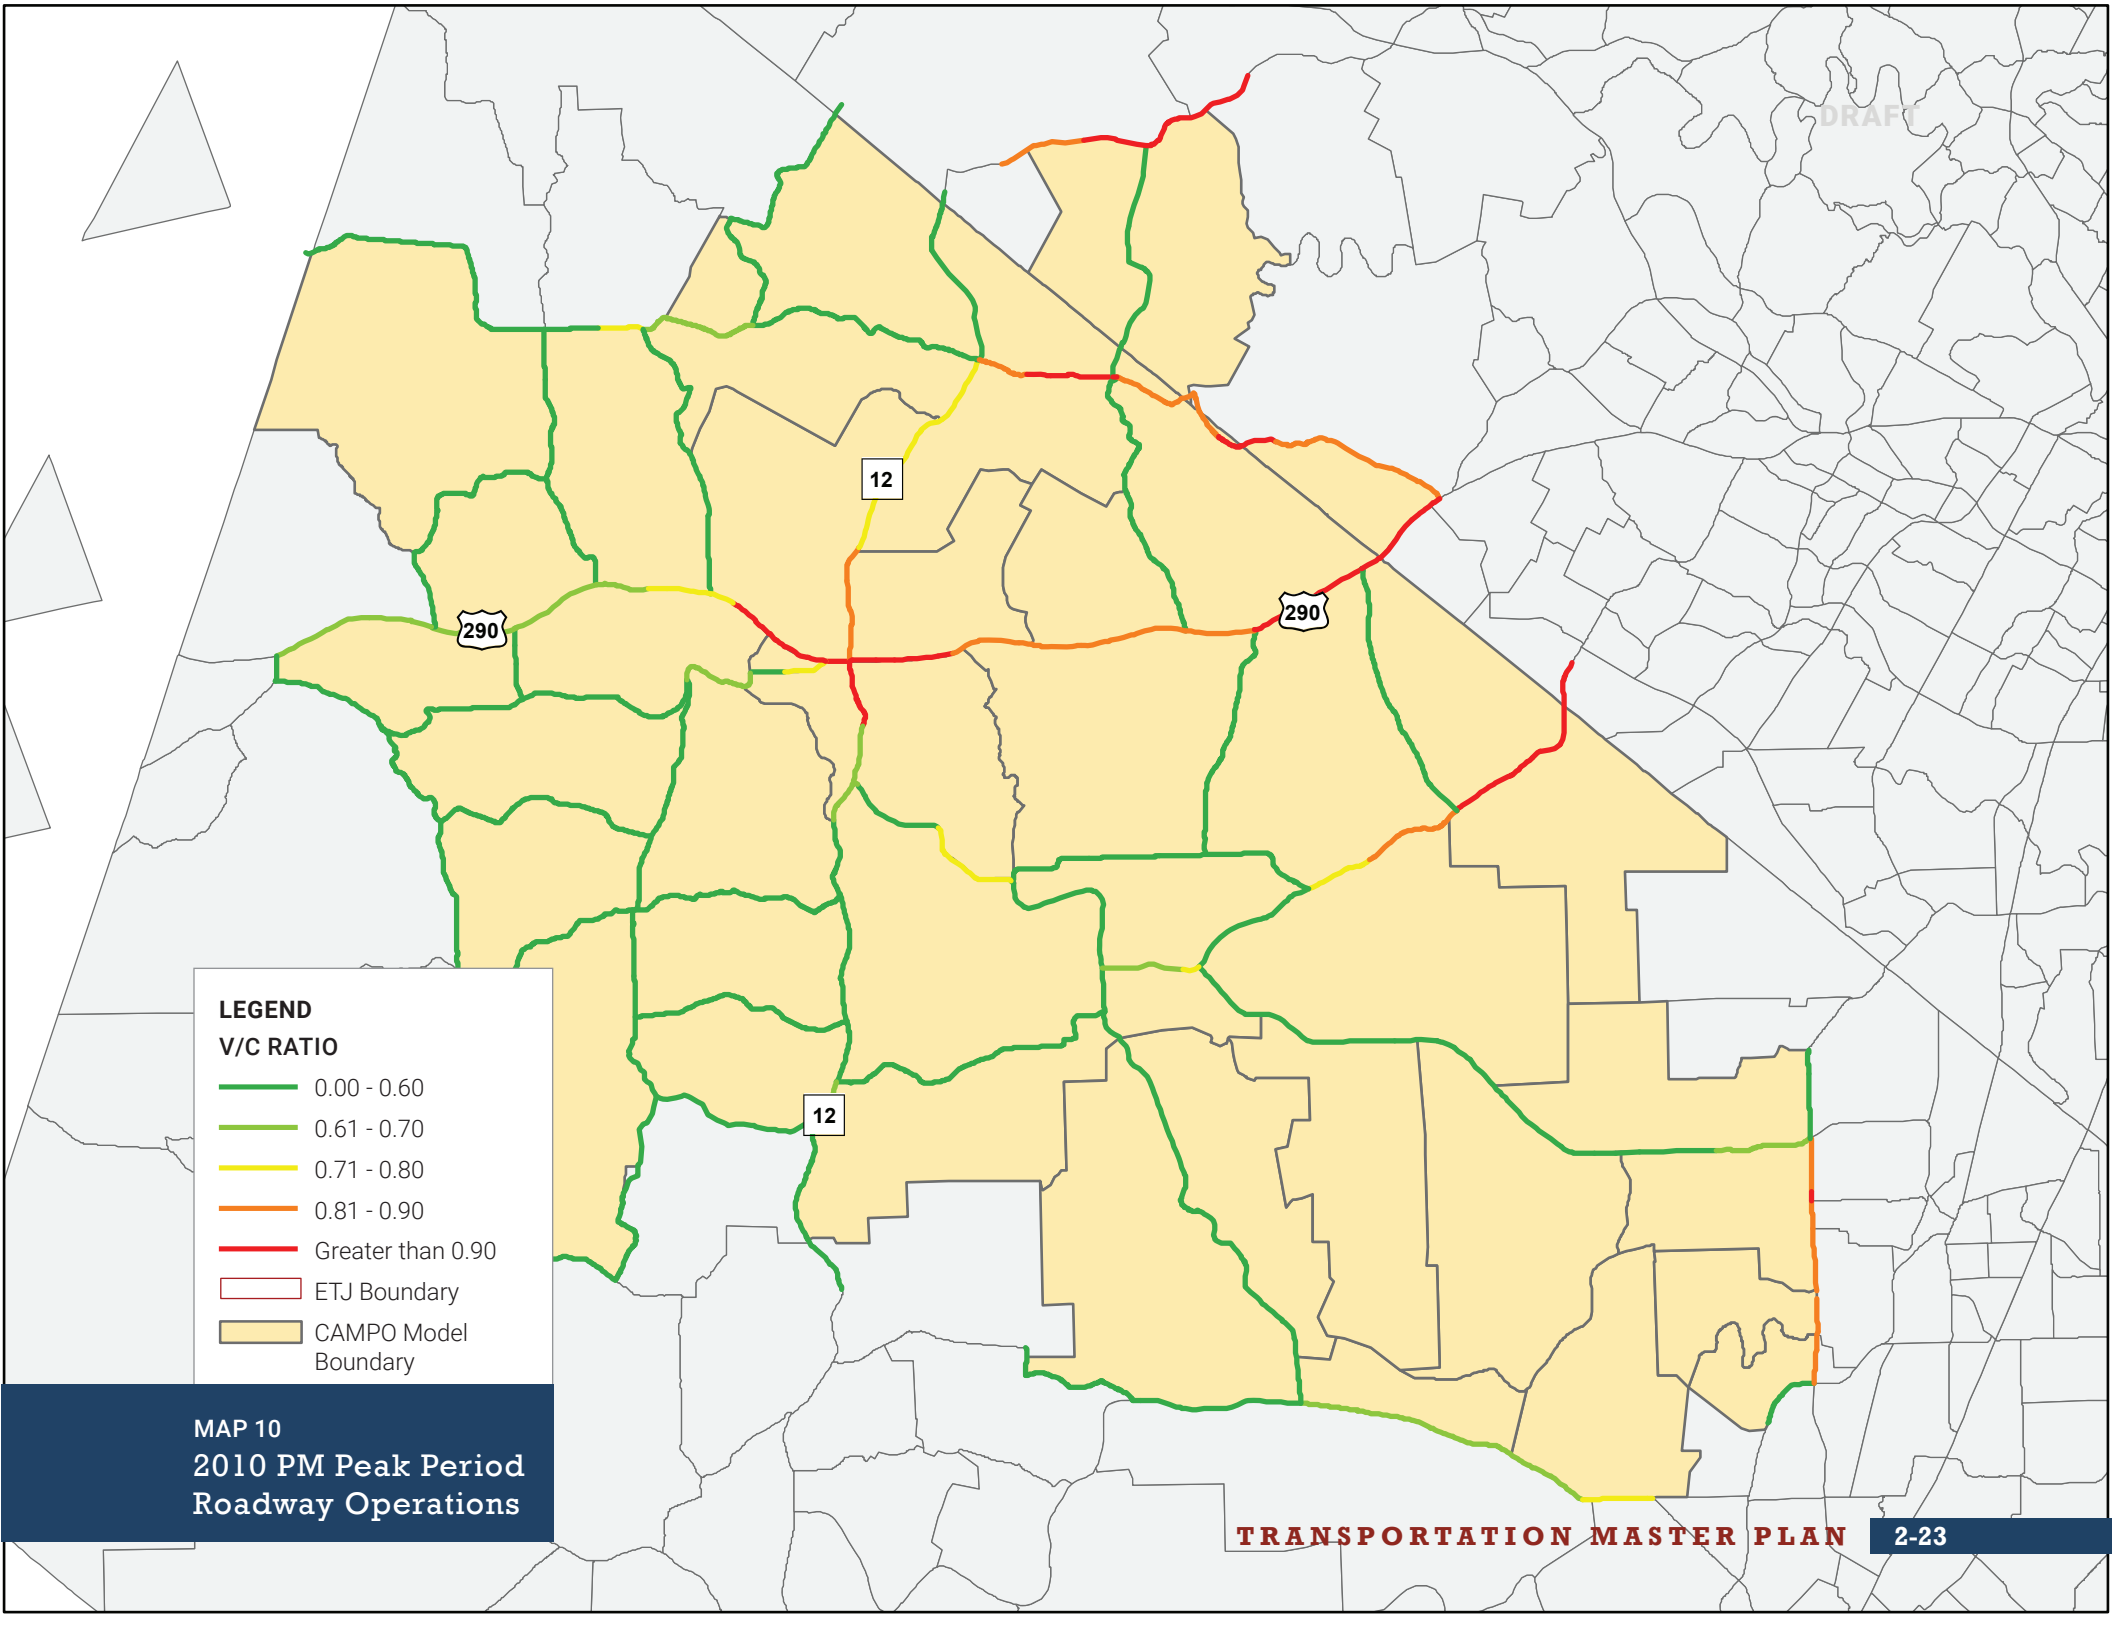 DRAFT
12
290
290
12
LEGEND
V/C RATIO
0.00 - 0.60
0.61 - 0.70
0.71 - 0.80
0.81 - 0.90
Greater than 0.90
ETJ Boundary
CAMPO Model
Boundary
MAP 10
2010 PM Peak Period
Roadway Operations
TRANSPORTATION MASTER PLAN 2-23